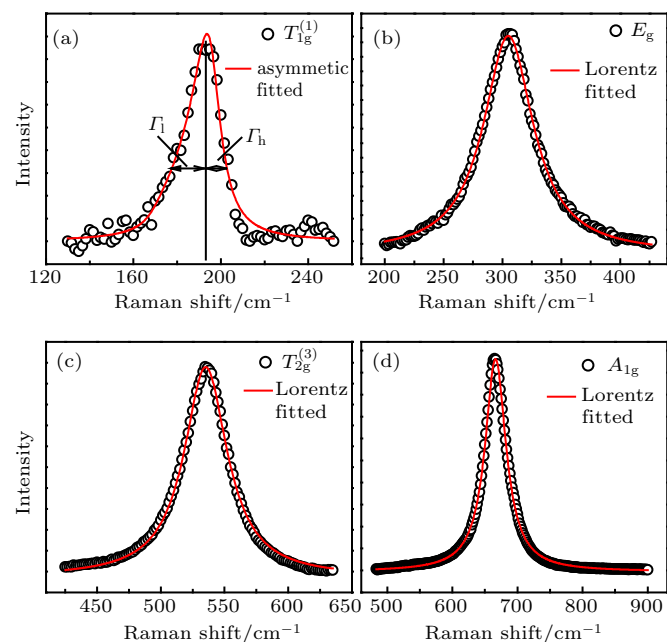 (a)
T₁g⁽¹⁾
asymmetic
fitted
Γl
Γh
Intensity
120 160 200 240
Raman shift/cm⁻¹
(b)
Eg
Lorentz
fitted
200 250 300 350 400
Raman shift/cm⁻¹
(c)
T₂g⁽³⁾
Lorentz
fitted
Intensity
450 500 550 600 650
Raman shift/cm⁻¹
(d)
A₁g
Lorentz
fitted
500 600 700 800 900
Raman shift/cm⁻¹